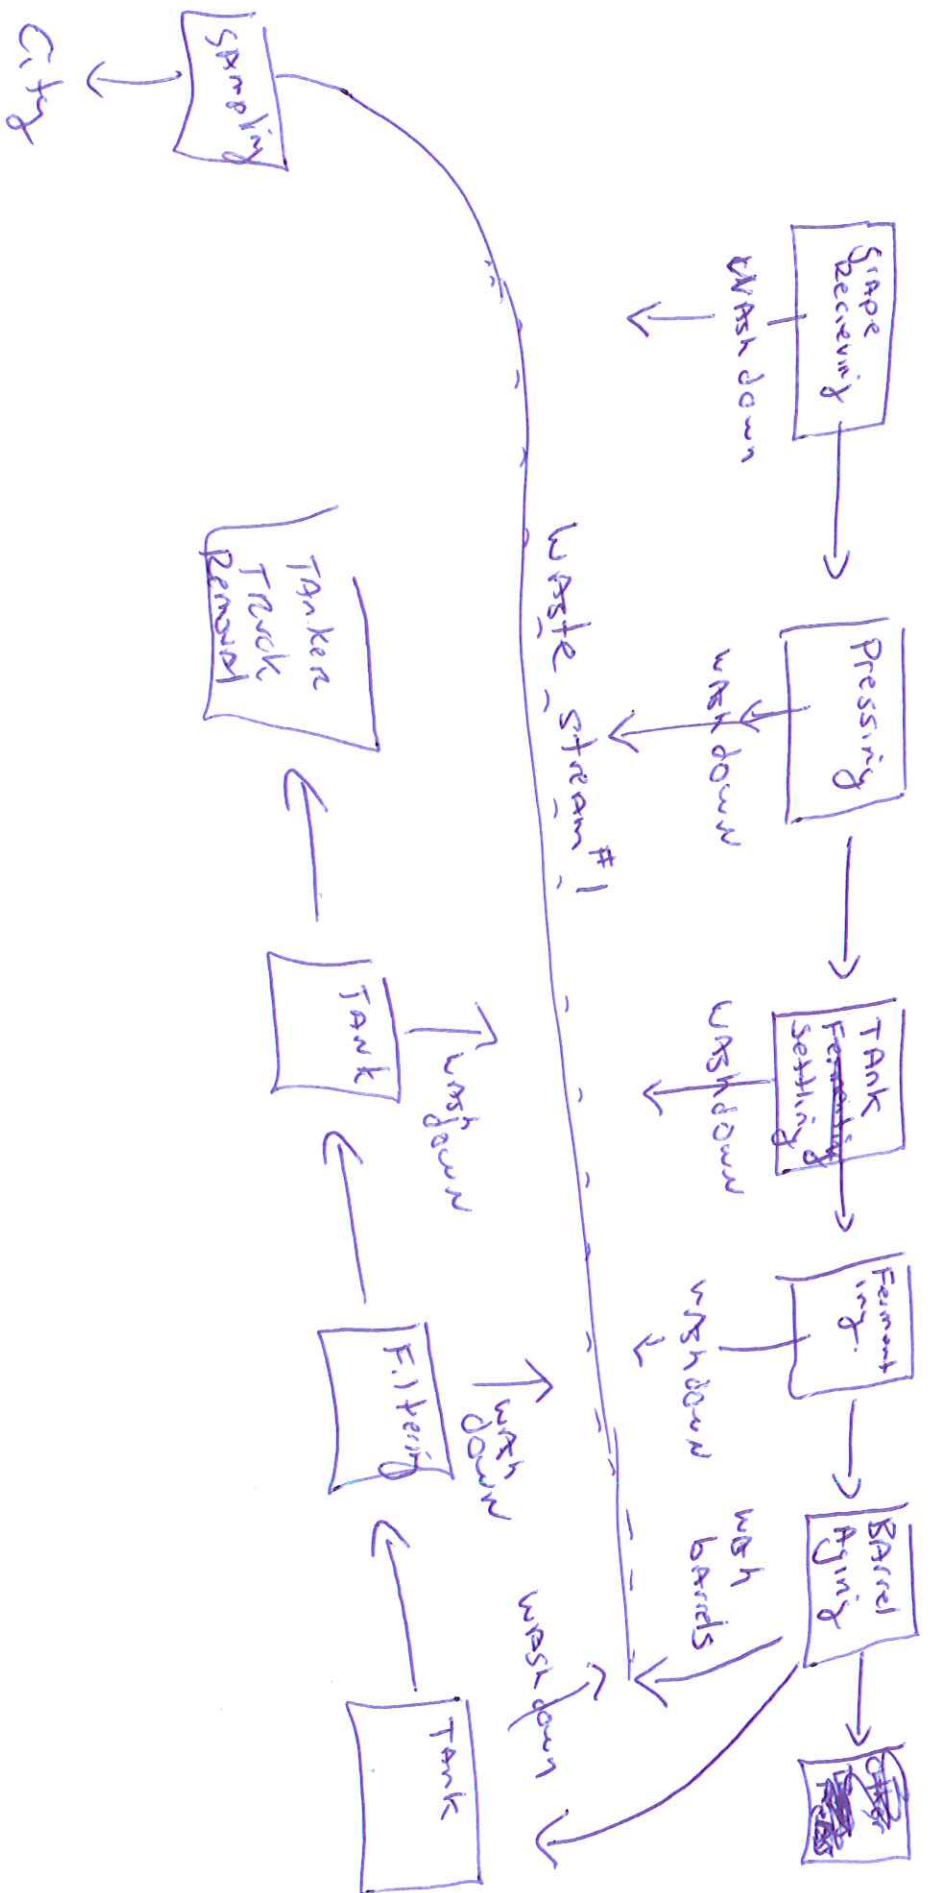 Grape
Recieving
Pressing
TANK
Fermenting
Settling
Ferment
ing.
BArrel
Aging
WAsh down
WAshdown
WAshdown
WAshdown
WAsh
barrels
WAste stream #1
SAmpling
City
TAnker
TRuck
Removal
TANK
WAsh
down
Filtering
WAsh
down
TANK
WAshdown